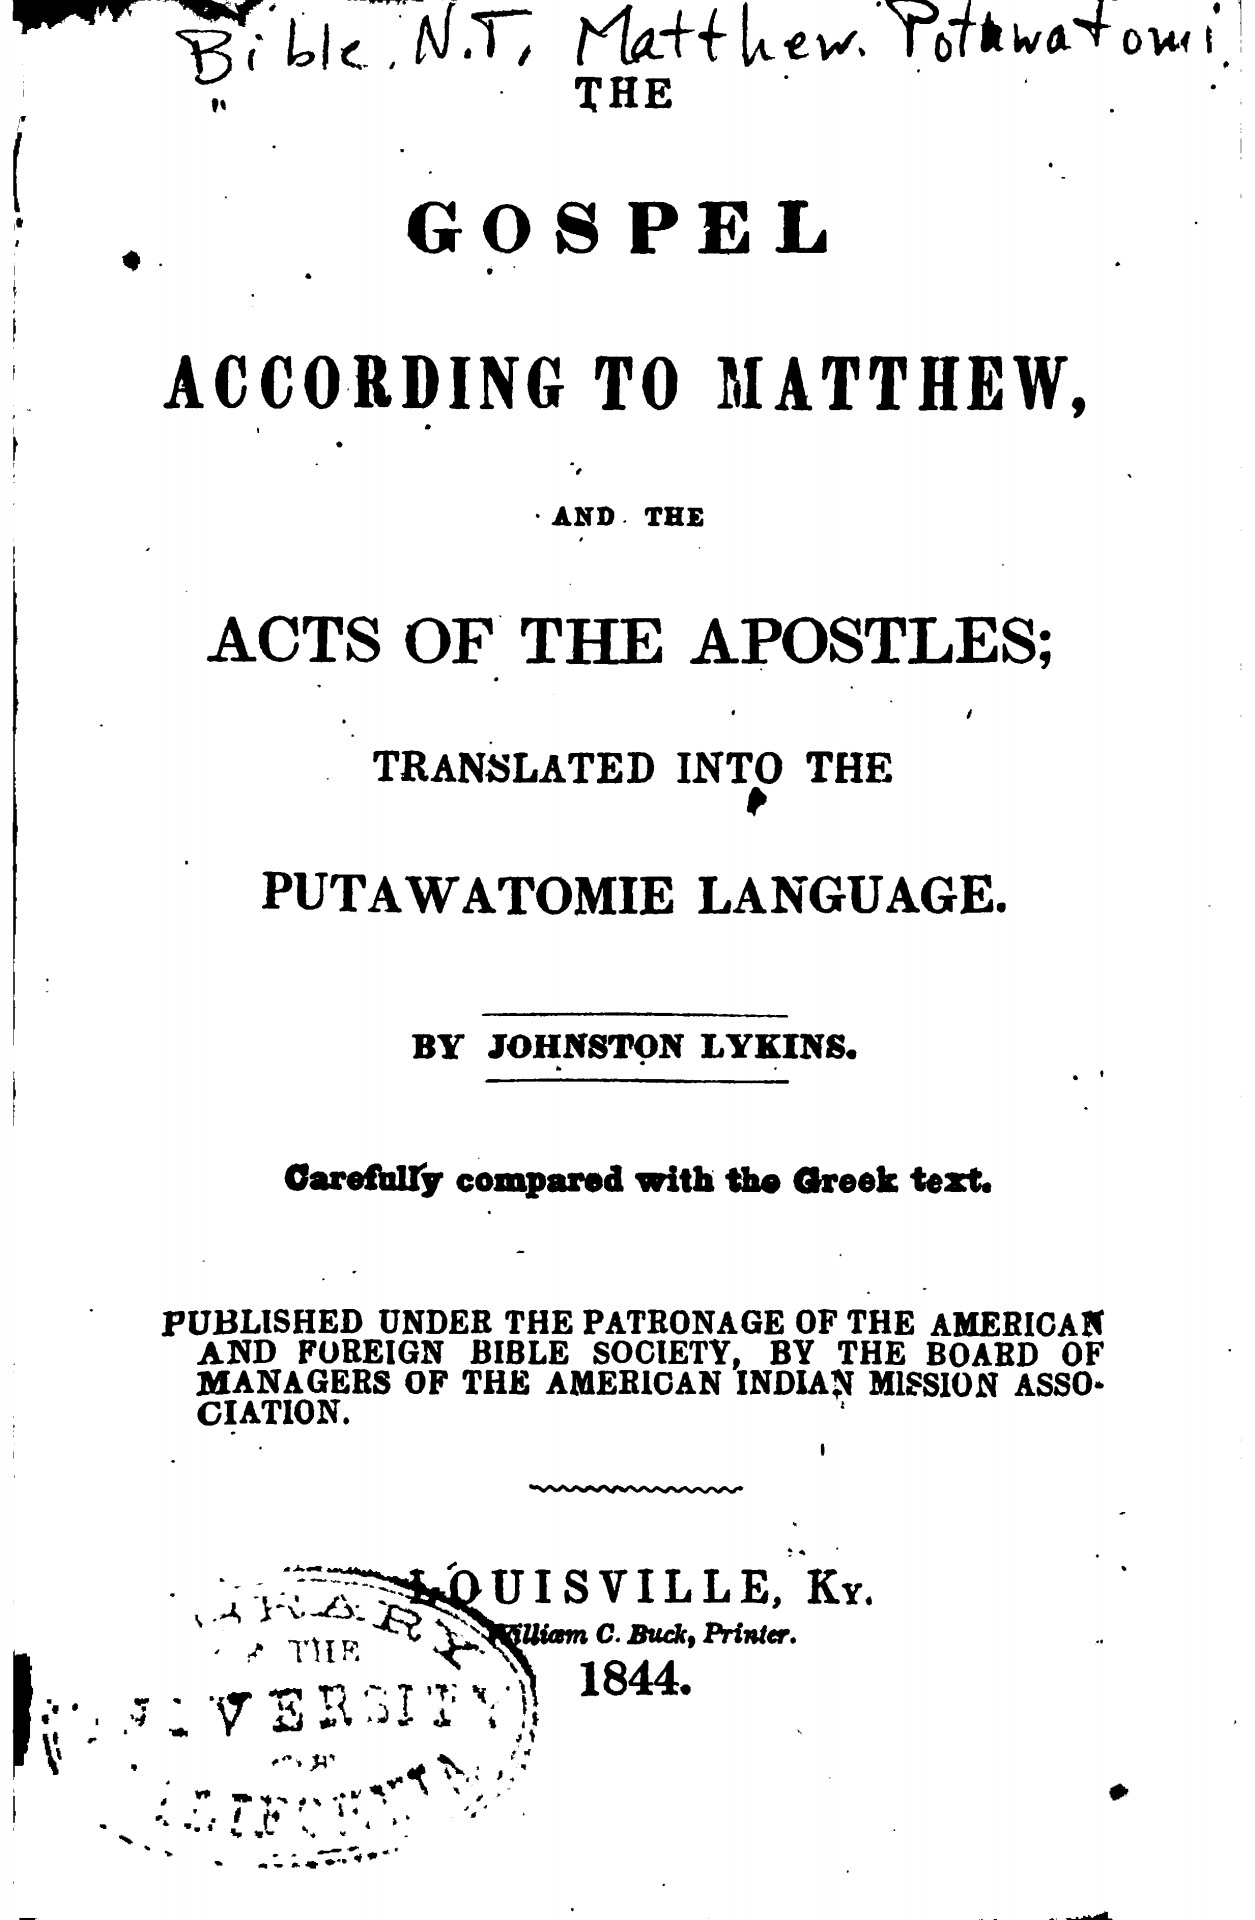 Bible. N.T. Matthew. Potawatomi.
THE
GOSPEL
ACCORDING TO MATTHEW,
AND THE
ACTS OF THE APOSTLES;
TRANSLATED INTO THE
PUTAWATOMIE LANGUAGE.
BY JOHNSTON LYKINS.
Carefully compared with the Greek text.
PUBLISHED UNDER THE PATRONAGE OF THE AMERICAN
AND FOREIGN BIBLE SOCIETY, BY THE BOARD OF
MANAGERS OF THE AMERICAN INDIAN MISSION ASSO-
CIATION.
LOUISVILLE, KY.
William C. Buck, Printer.
1844.
LIBRARY
OF THE
UNIVERSITY
OF
CALIFORNIA